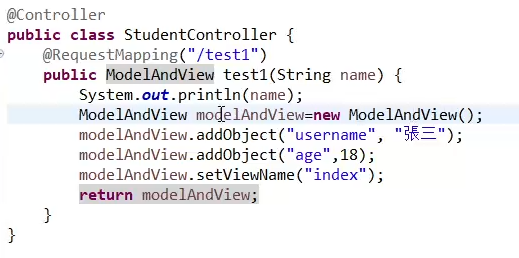 @Controller
public class StudentController {
@RequestMapping("/test1")
public ModelAndView test1(String name) {
System.out.println(name);
ModelAndView modelAndView=new ModelAndView();
modelAndView.addObject("username", "張三");
modelAndView.addObject("age",18);
modelAndView.setViewName("index");
return modelAndView;
}
}